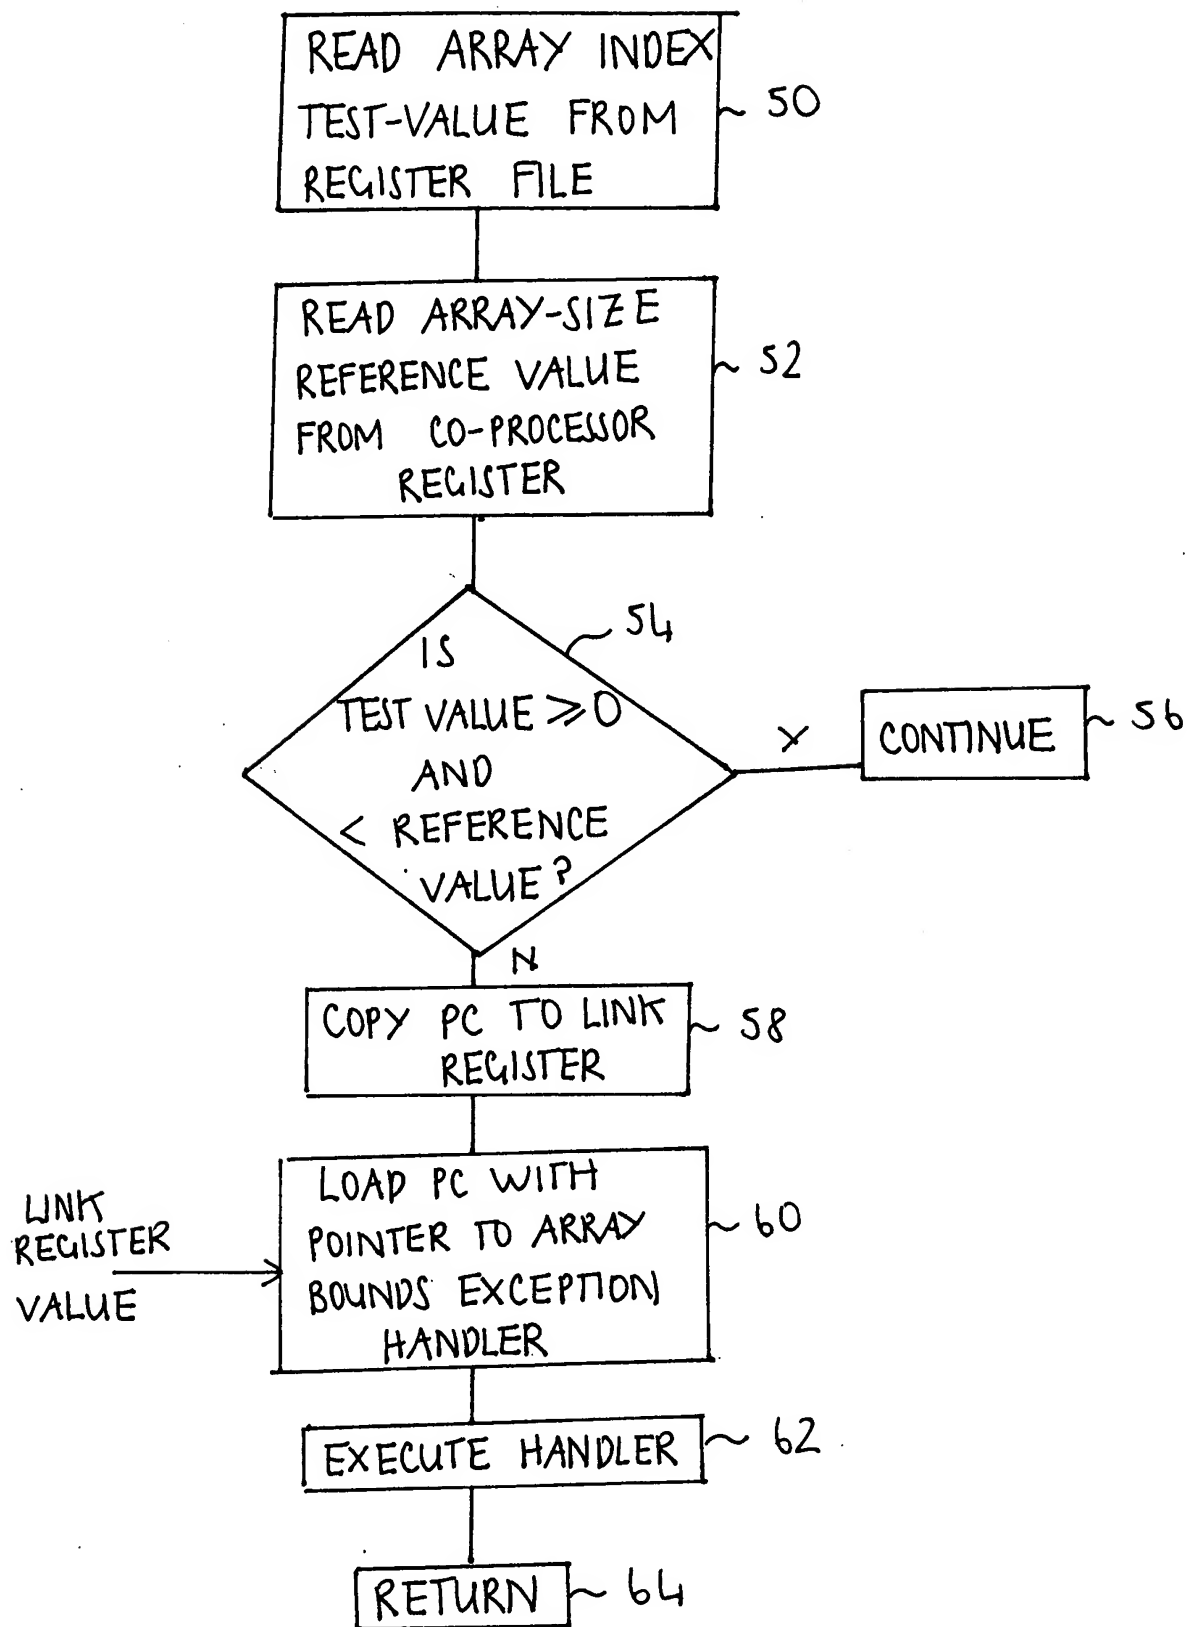 READ ARRAY INDEX
TEST-VALUE FROM
REGISTER FILE
50
READ ARRAY-SIZE
REFERENCE VALUE
FROM CO-PROCESSOR
REGISTER
52
54
IS
TEST VALUE ⩾ 0
AND
< REFERENCE
VALUE?
Y
CONTINUE
56
N
COPY PC TO LINK
REGISTER
58
LINK
REGISTER
VALUE
LOAD PC WITH
POINTER TO ARRAY
BOUNDS EXCEPTION
HANDLER
60
EXECUTE HANDLER
62
RETURN
64